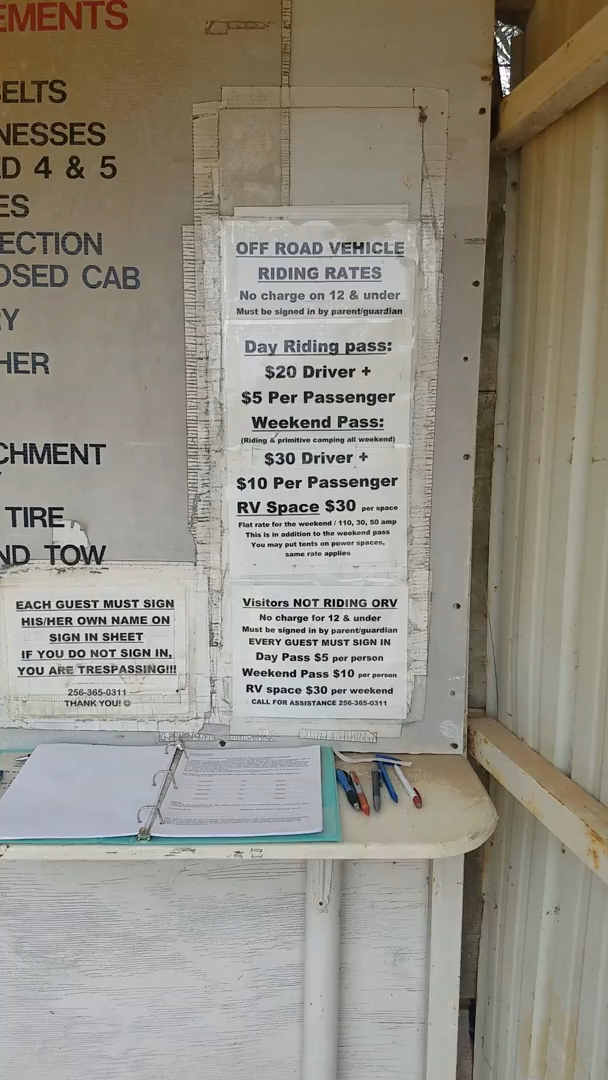 EMENTS
BELTS
NESSES
D 4 & 5
ES
ECTION
OSED CAB
RY
HER
CHMENT
TIRE
ND TOW
OFF ROAD VEHICLE
RIDING RATES
No charge on 12 & under
Must be signed in by parent/guardian
Day Riding pass:
$20 Driver +
$5 Per Passenger
Weekend Pass:
(Riding & primitive camping all weekend)
$30 Driver +
$10 Per Passenger
RV Space $30 per space
Flat rate for the weekend / 110, 30, 50 amp
This is in addition to the weekend pass
You may put tents on power spaces,
same rate applies
EACH GUEST MUST SIGN
HIS/HER OWN NAME ON
SIGN IN SHEET
IF YOU DO NOT SIGN IN,
YOU ARE TRESPASSING!!!
256-365-0311
THANK YOU! ☺
Visitors NOT RIDING ORV
No charge for 12 & under
Must be signed in by parent/guardian
EVERY GUEST MUST SIGN IN
Day Pass $5 per person
Weekend Pass $10 per person
RV space $30 per weekend
CALL FOR ASSISTANCE 256-365-0311